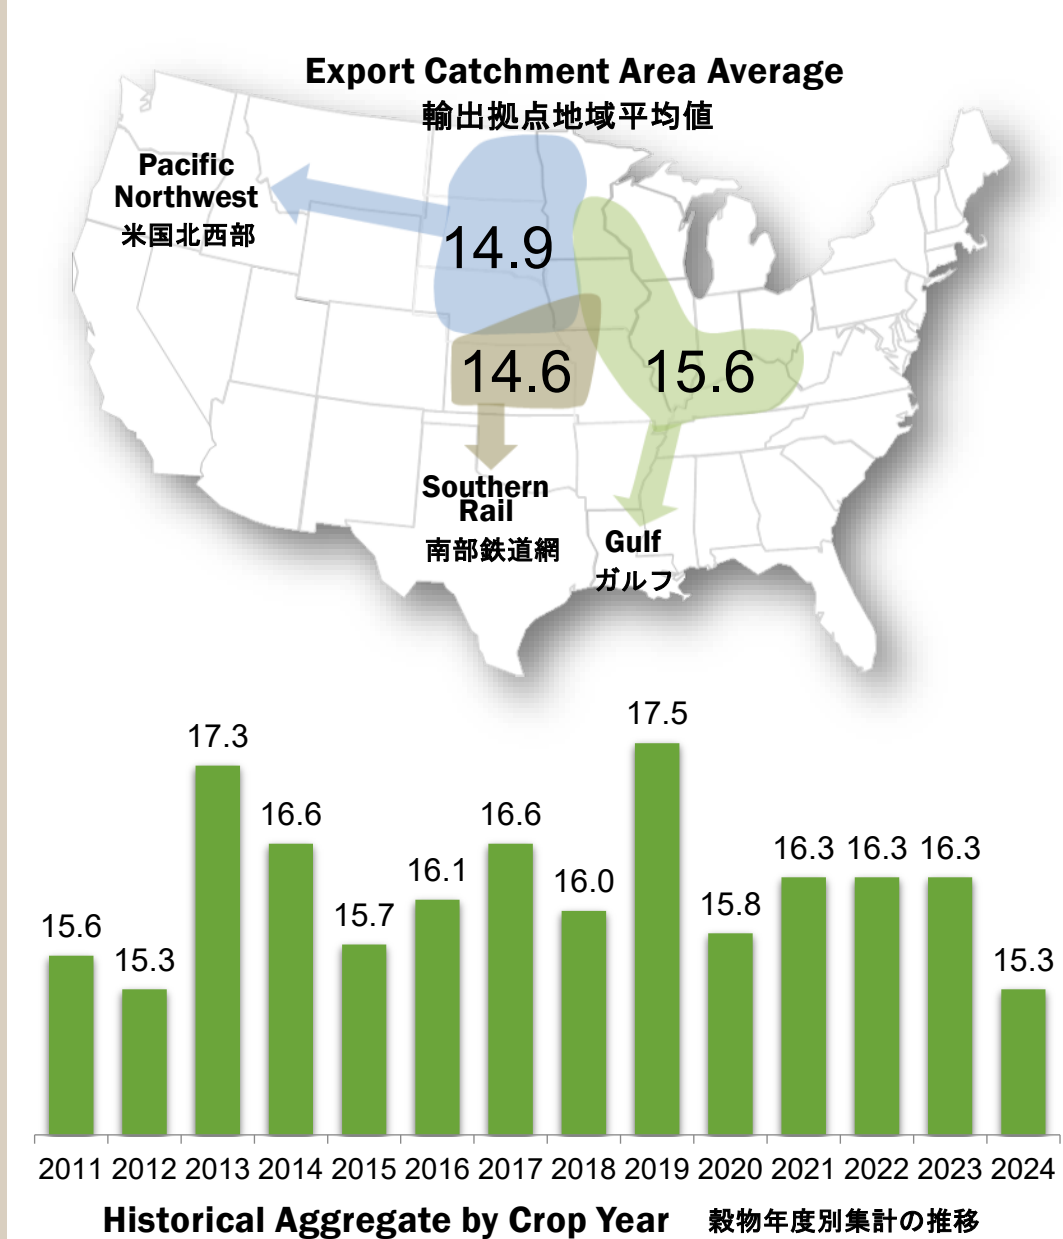 Export Catchment Area Average
輸出拠点地域平均値
Pacific
Northwest
米国北西部
14.9
14.6
15.6
Southern
Rail
南部鉄道網
Gulf
ガルフ
15.6
15.3
17.3
16.6
15.7
16.1
16.6
16.0
17.5
15.8
16.3
16.3
16.3
15.3
2011 2012 2013 2014 2015 2016 2017 2018 2019 2020 2021 2022 2023 2024
Historical Aggregate by Crop Year 穀物年度別集計の推移